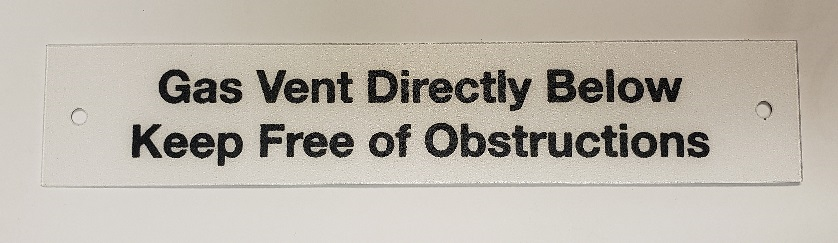 Gas Vent Directly Below
Keep Free of Obstructions